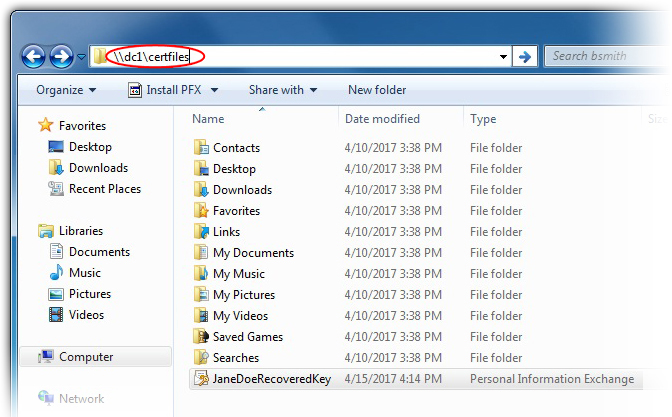 \\dc1\certfiles Search bsmith
Organize Install PFX Share with New folder
Name Date modified Type Size
Favorites
Desktop
Downloads
Recent Places
Libraries
Documents
Music
Pictures
Videos
Computer
Network
Contacts 4/10/2017 3:38 PM File folder
Desktop 4/10/2017 3:38 PM File folder
Downloads 4/10/2017 3:38 PM File folder
Favorites 4/10/2017 3:38 PM File folder
Links 4/10/2017 3:38 PM File folder
My Documents 4/10/2017 3:38 PM File folder
My Music 4/10/2017 3:38 PM File folder
My Pictures 4/10/2017 3:38 PM File folder
My Videos 4/10/2017 3:38 PM File folder
Saved Games 4/10/2017 3:38 PM File folder
Searches 4/10/2017 3:38 PM File folder
JaneDoeRecoveredKey 4/15/2017 4:14 PM Personal Information Exchange